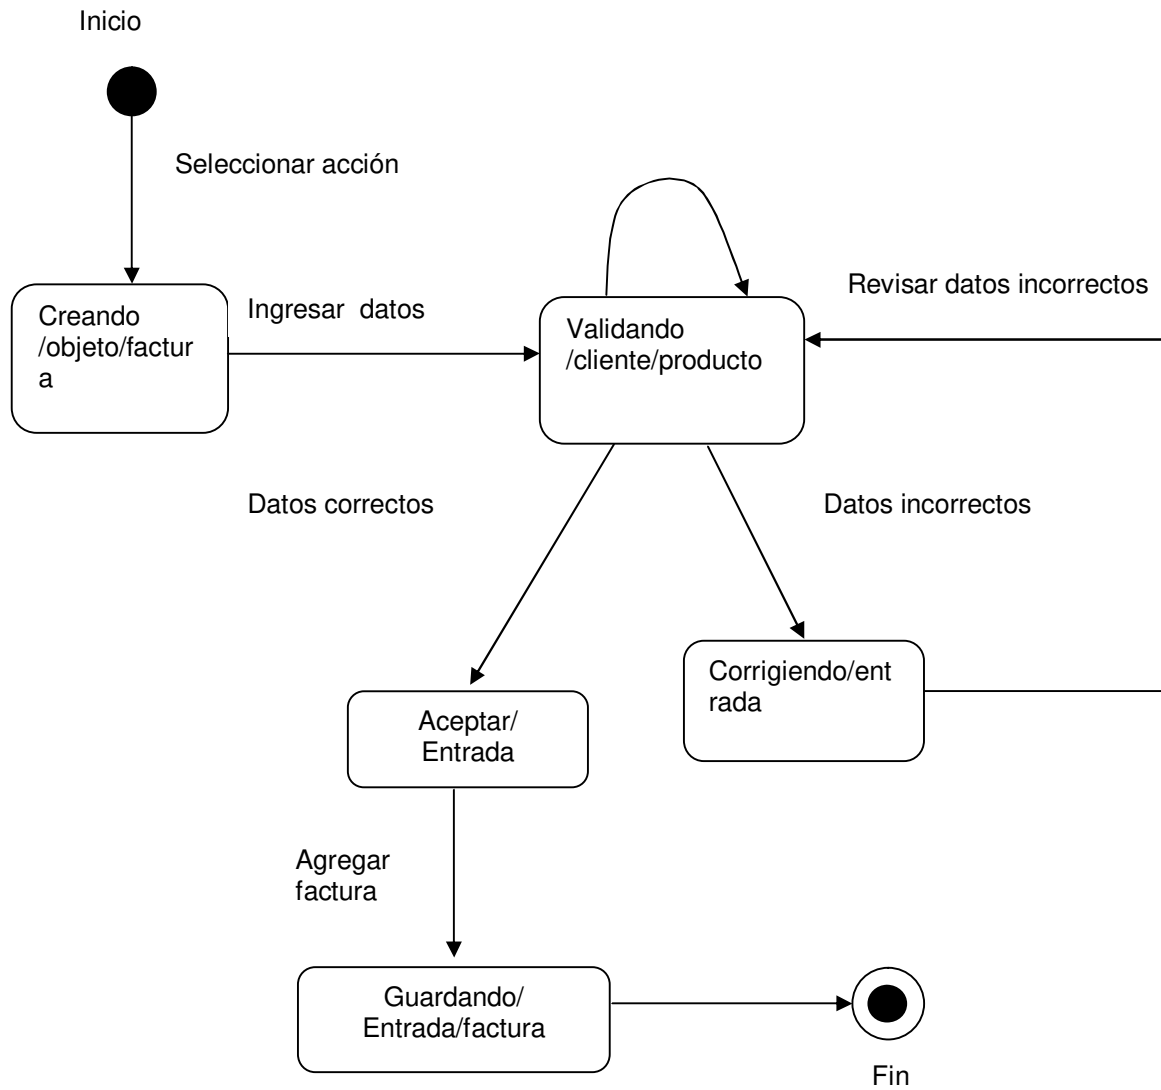 Inicio
Seleccionar acción
Revisar datos incorrectos
Creando
/objeto/factur
a
Ingresar datos
Validando
/cliente/producto
Datos correctos
Datos incorrectos
Corrigiendo/ent
rada
Aceptar/
Entrada
Agregar
factura
Guardando/
Entrada/factura
Fin